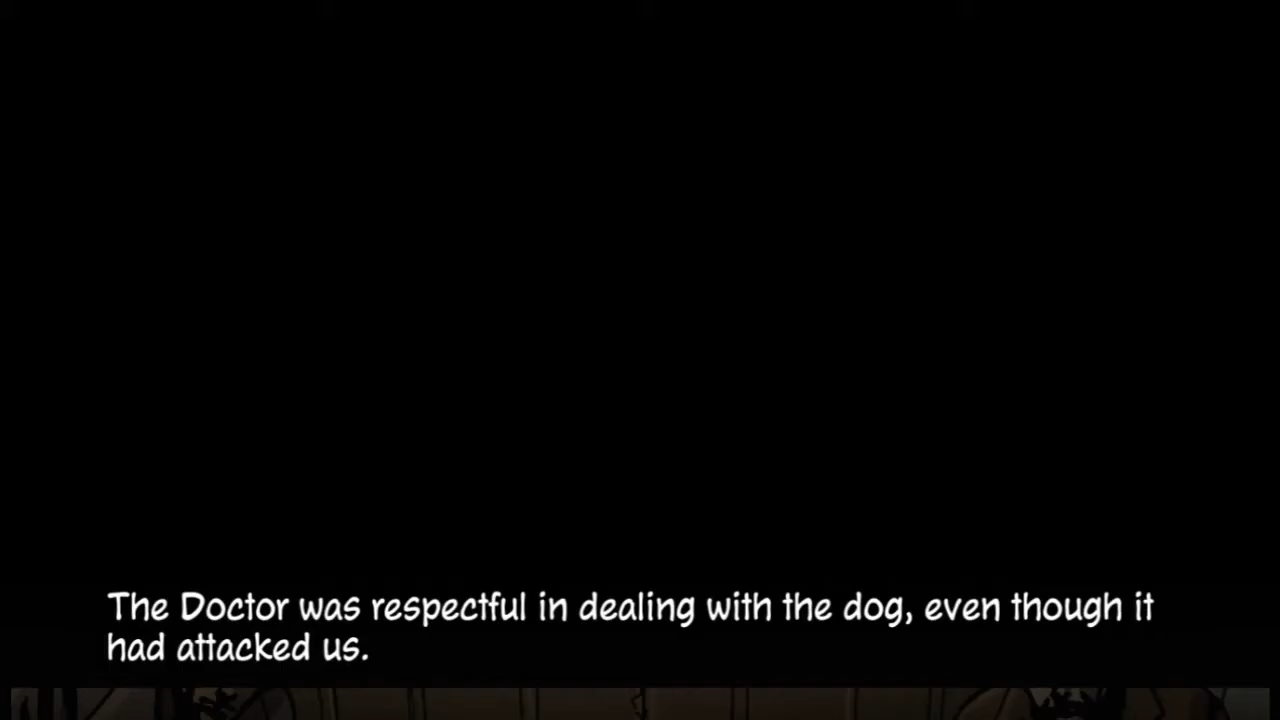 The Doctor was respectful in dealing with the dog, even though it
had attacked us.